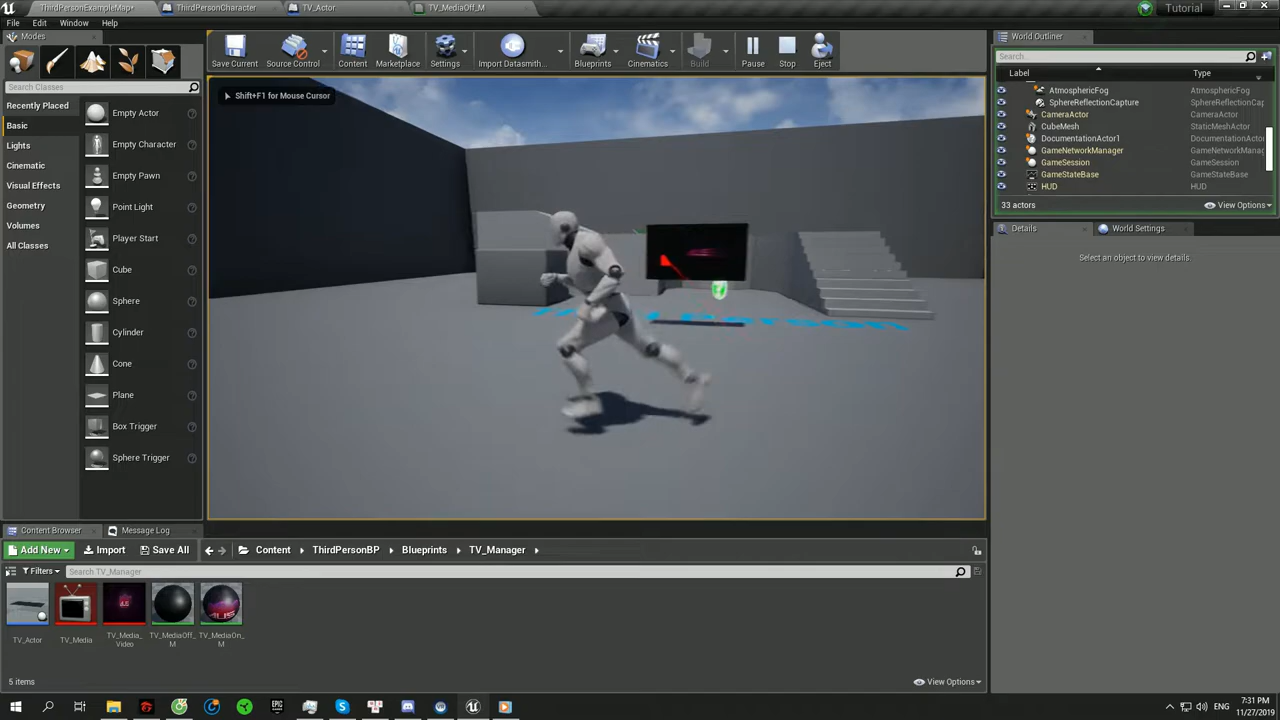 ThirdPersonExampleMap*
ThirdPersonCharacter
TV_Actor
TV_MediaOff_M
Tutorial
File
Edit
Window
Help
Modes
Search Classes
Recently Placed
Basic
Lights
Cinematic
Visual Effects
Geometry
Volumes
All Classes
Empty Actor
Empty Character
Empty Pawn
Point Light
Player Start
Cube
Sphere
Cylinder
Cone
Plane
Box Trigger
Sphere Trigger
Save Current
Source Control
Content
Marketplace
Settings
Import Datasmith...
Blueprints
Cinematics
Build
Pause
Stop
Eject
Shift+F1 for Mouse Cursor
World Outliner
Search...
Label
Type
AtmosphericFog
AtmosphericFog
SphereReflectionCapture
SphereReflectionCap
CameraActor
CameraActor
CubeMesh
StaticMeshActor
DocumentationActor1
DocumentationActor
GameNetworkManager
GameNetworkManag
GameSession
GameSession
GameStateBase
GameStateBase
HUD
HUD
33 actors
View Options
Details
World Settings
Select an object to view details.
Content Browser
Message Log
Add New
Import
Save All
Content
ThirdPersonBP
Blueprints
TV_Manager
Filters
Search TV_Manager
TV_Actor
TV_Media
TV_Media_
Video
TV_MediaOff_
M
TV_MediaOn_
M
5 items
View Options
ENG
7:31 PM
11/27/2019